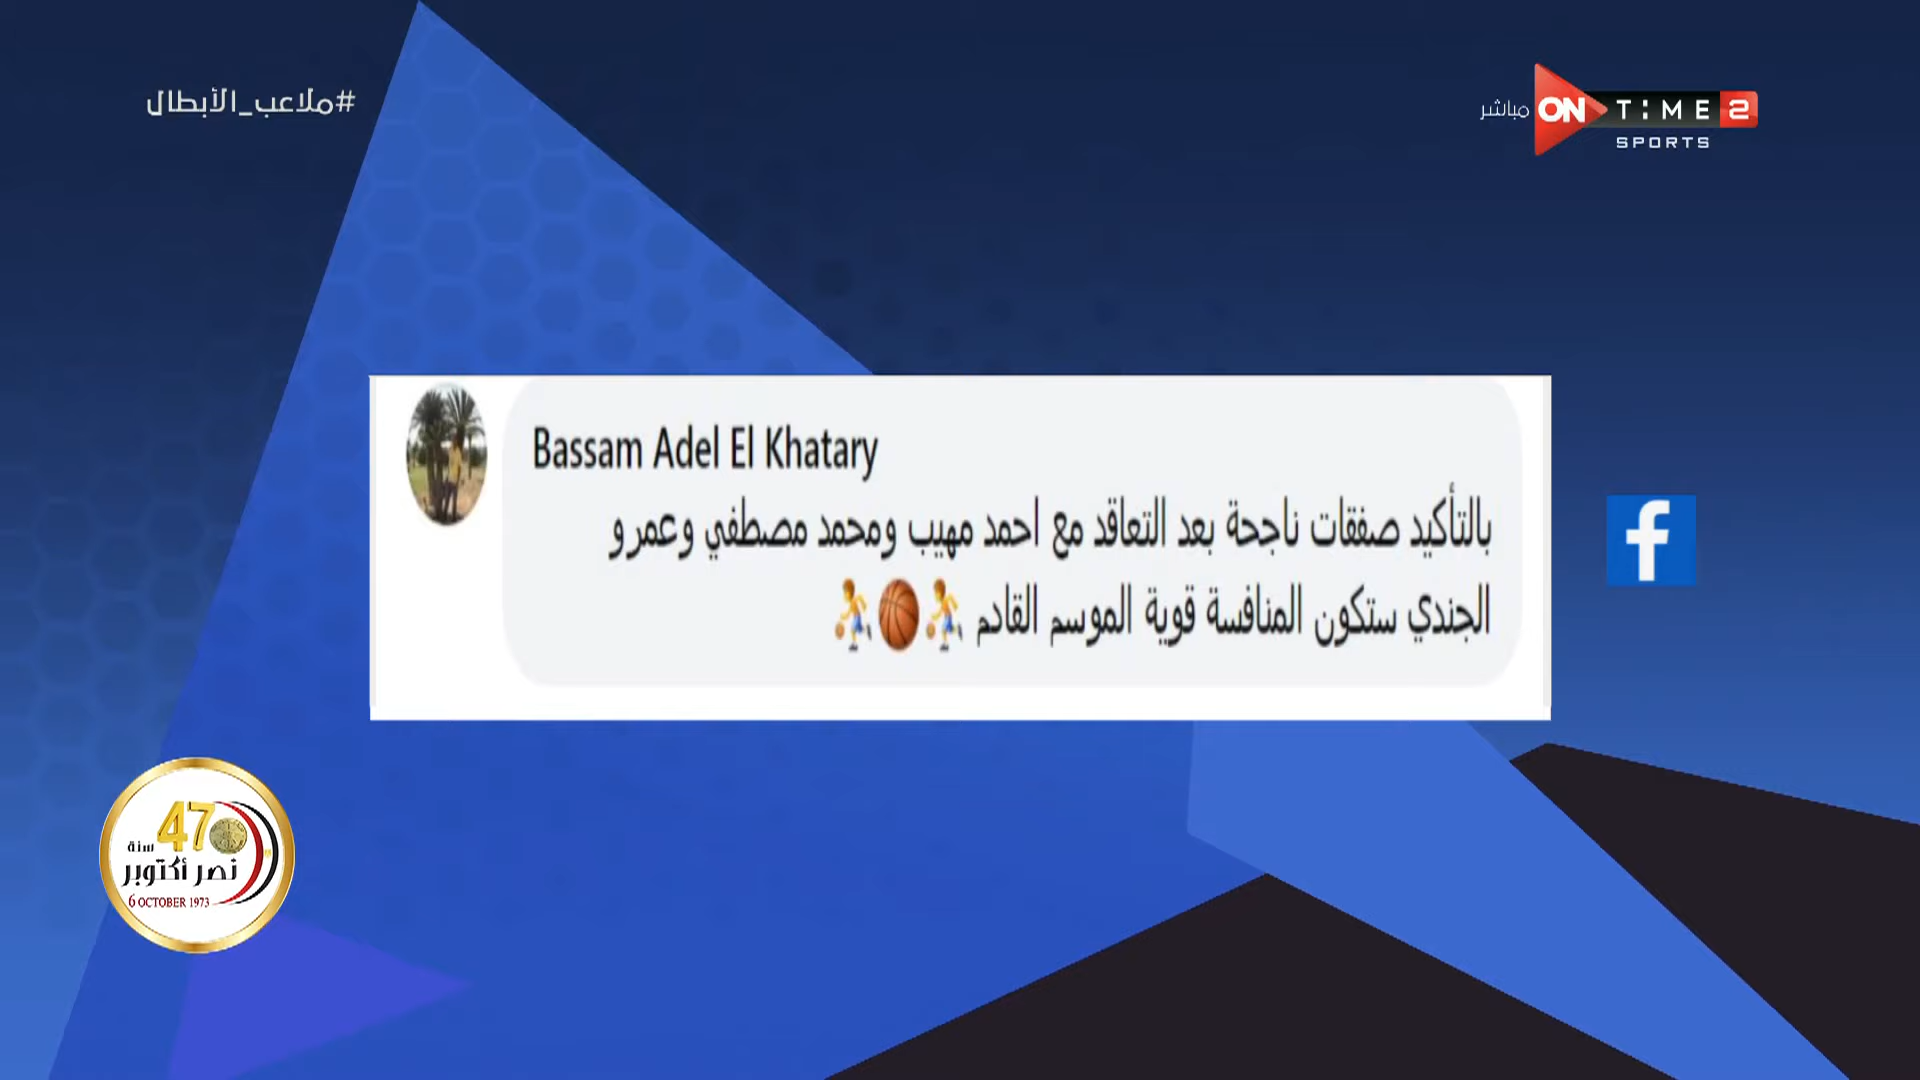 #ملاعب_الأبطال
مباشر
ON TIME 2
SPORTS
Bassam Adel El Khatary
بالتأكيد صفقات ناجحة بعد التعاقد مع احمد مهيب ومحمد مصطفي وعمرو
الجندي ستكون المنافسة قوية الموسم القادم ⛹️🏀⛹️
f
47
سنة
نصر أكتوبر
6 OCTOBER 1973